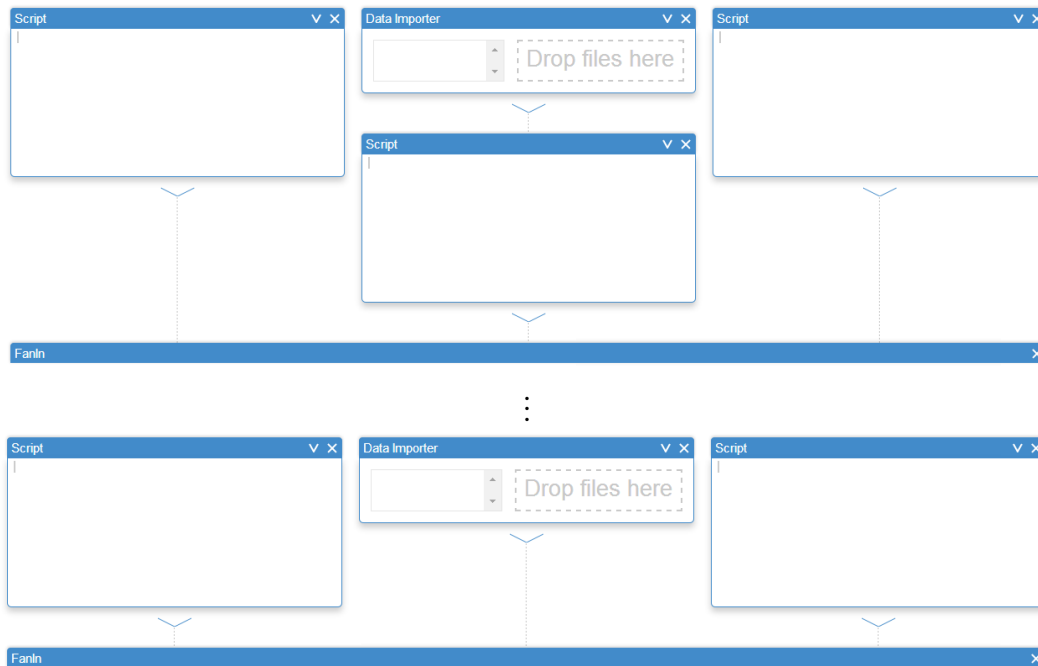 Script
Data Importer
Script
Drop files here
Script
FanIn
Script
Data Importer
Script
Drop files here
FanIn